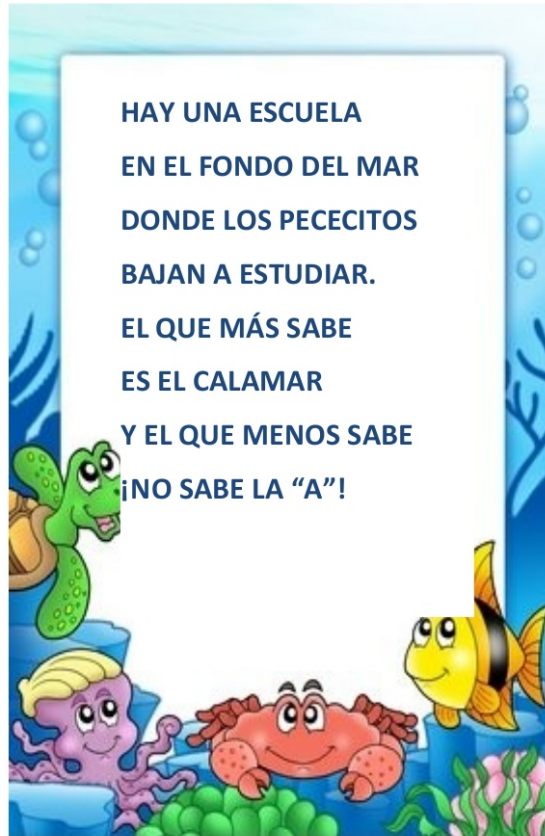 HAY UNA ESCUELA
EN EL FONDO DEL MAR
DONDE LOS PECECITOS
BAJAN A ESTUDIAR.
EL QUE MÁS SABE
ES EL CALAMAR
Y EL QUE MENOS SABE
¡NO SABE LA “A”!